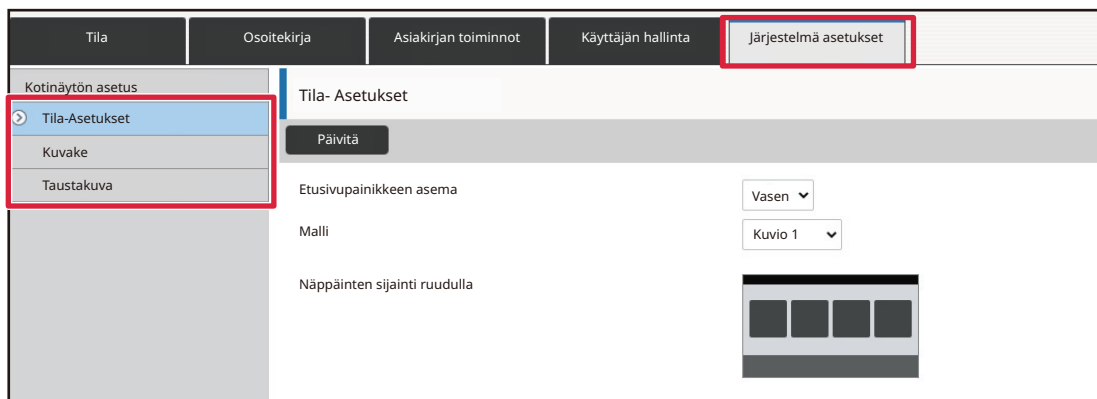 Tila
Osoitekirja
Asiakirjan toiminnot
Käyttäjän hallinta
Järjestelmä asetukset
Kotinäytön asetus
Tila-Asetukset
Kuvake
Taustakuva
Tila- Asetukset
Päivitä
Etusivupainikkeen asema
Vasen
Malli
Kuvio 1
Näppäinten sijainti ruudulla